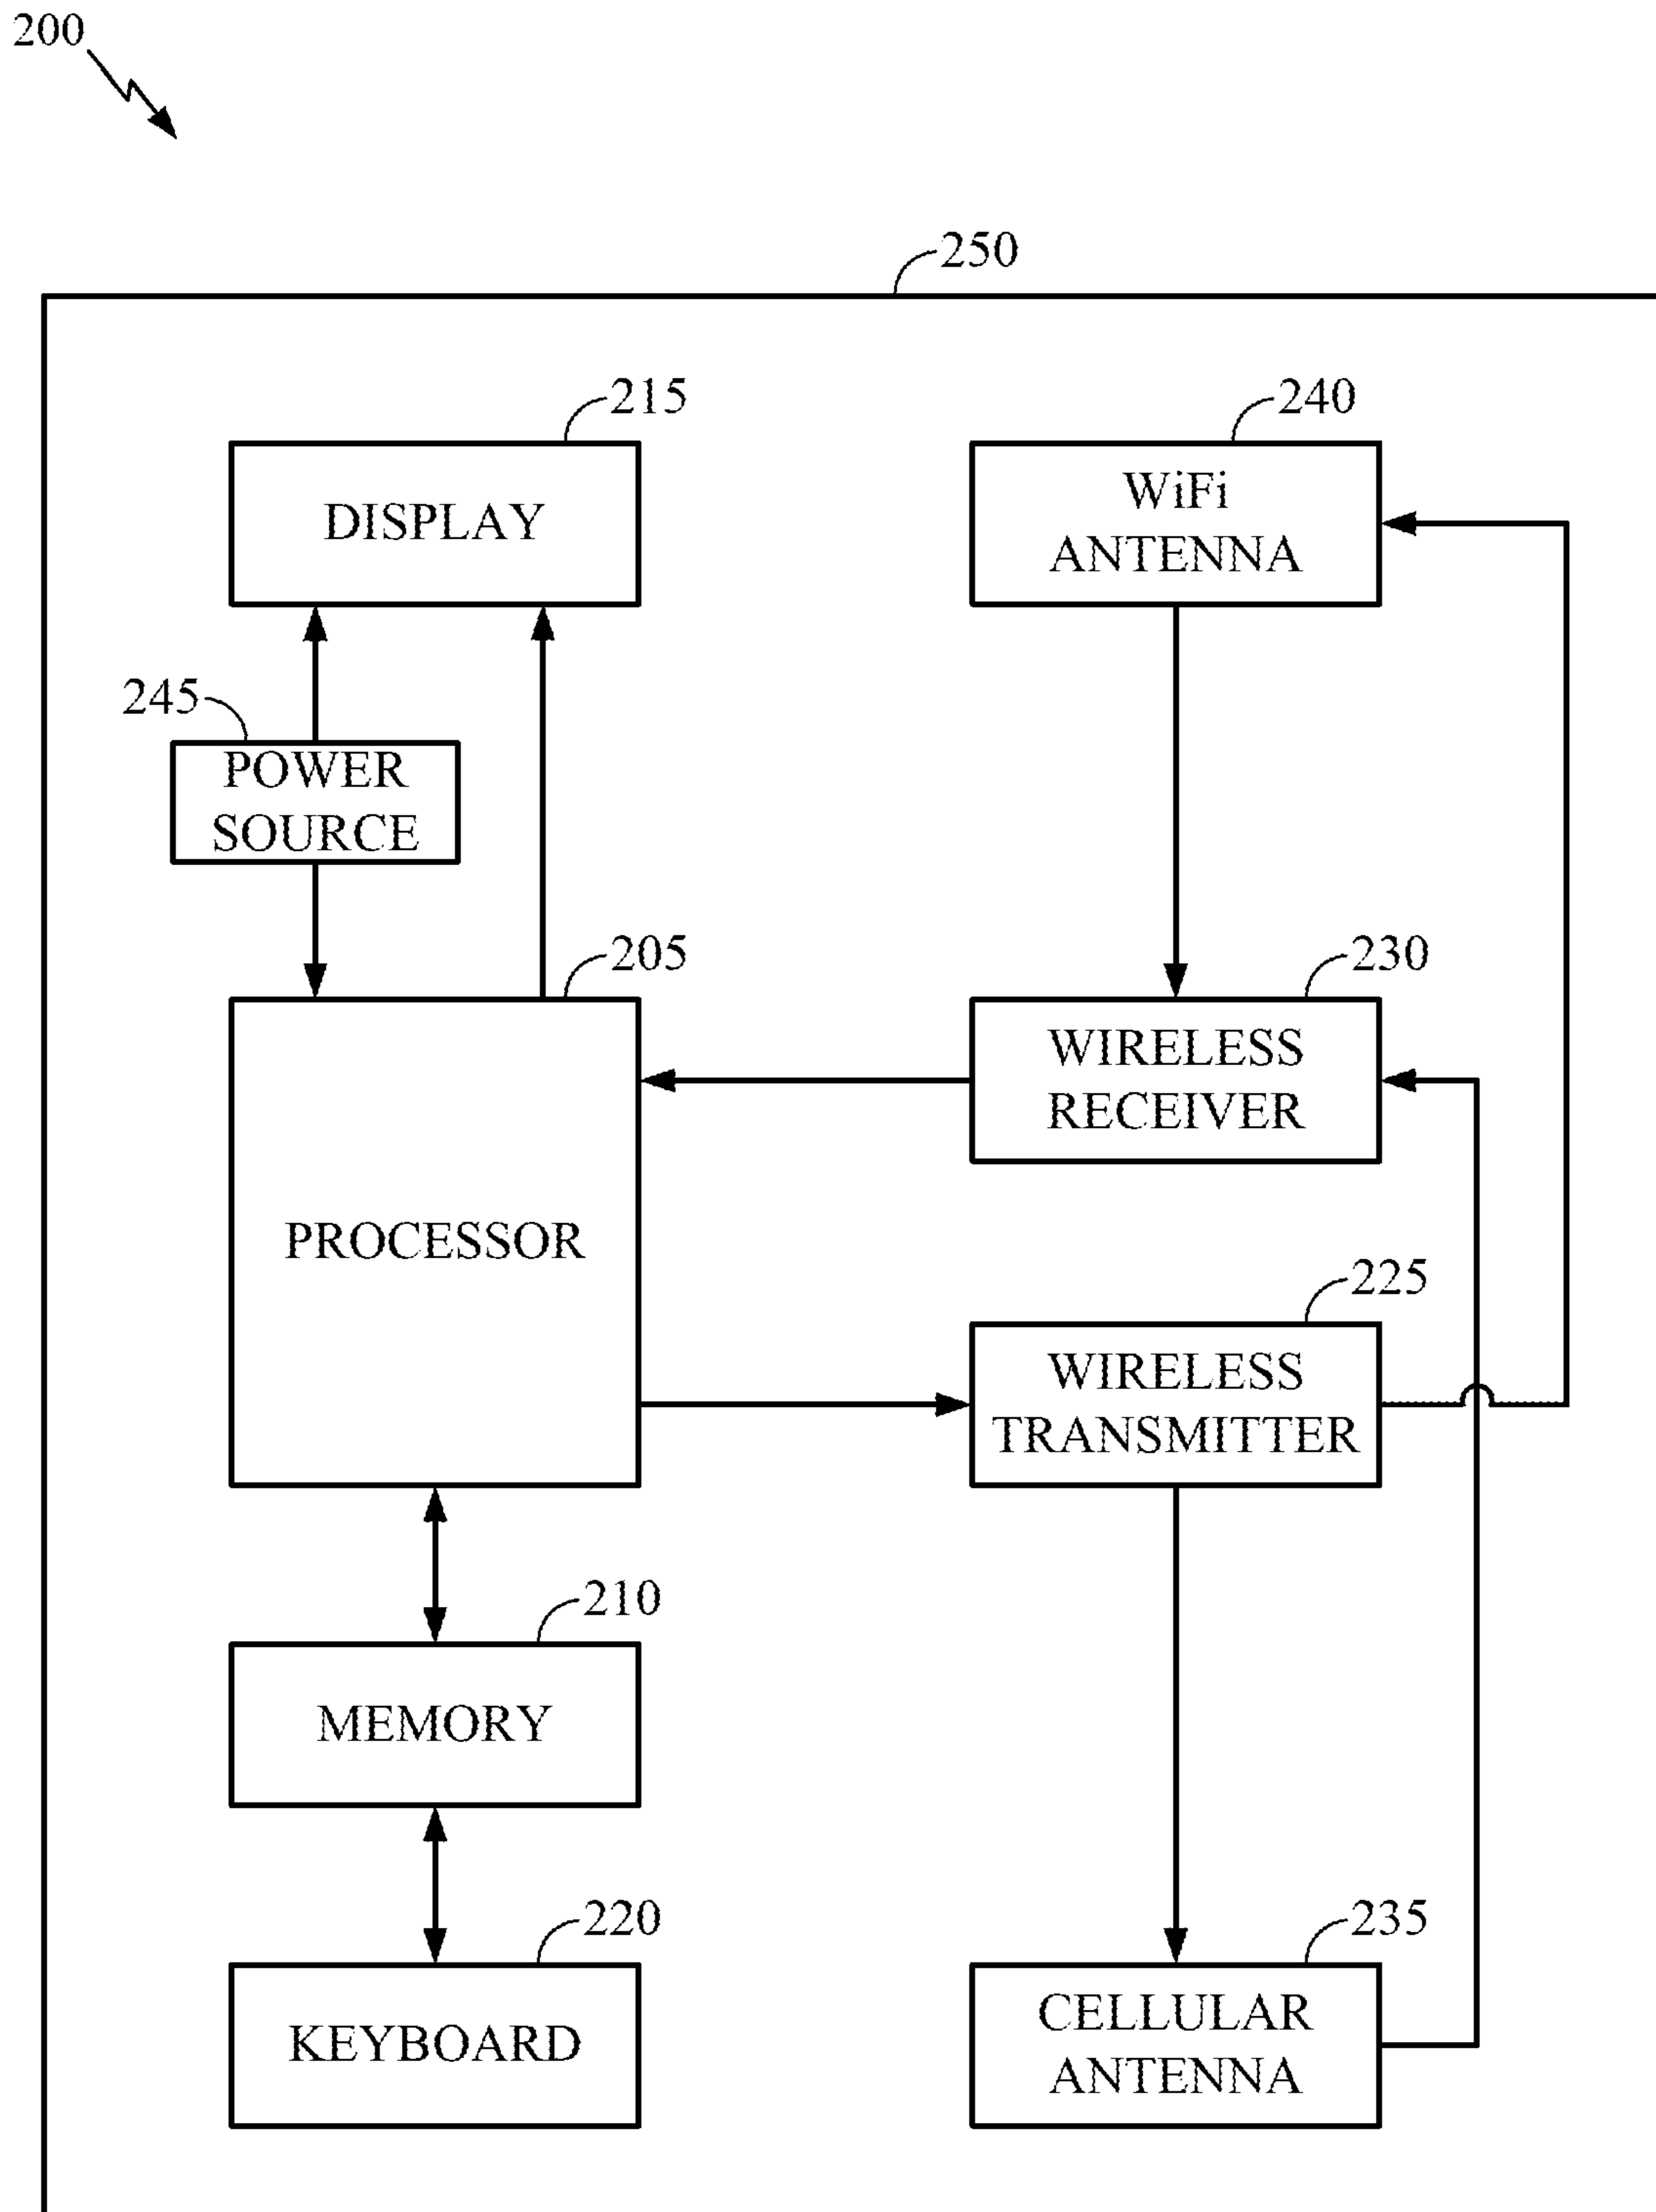 200
250
215
DISPLAY
240
WiFi
ANTENNA
245
POWER
SOURCE
205
PROCESSOR
230
WIRELESS
RECEIVER
225
WIRELESS
TRANSMITTER
210
MEMORY
220
KEYBOARD
235
CELLULAR
ANTENNA